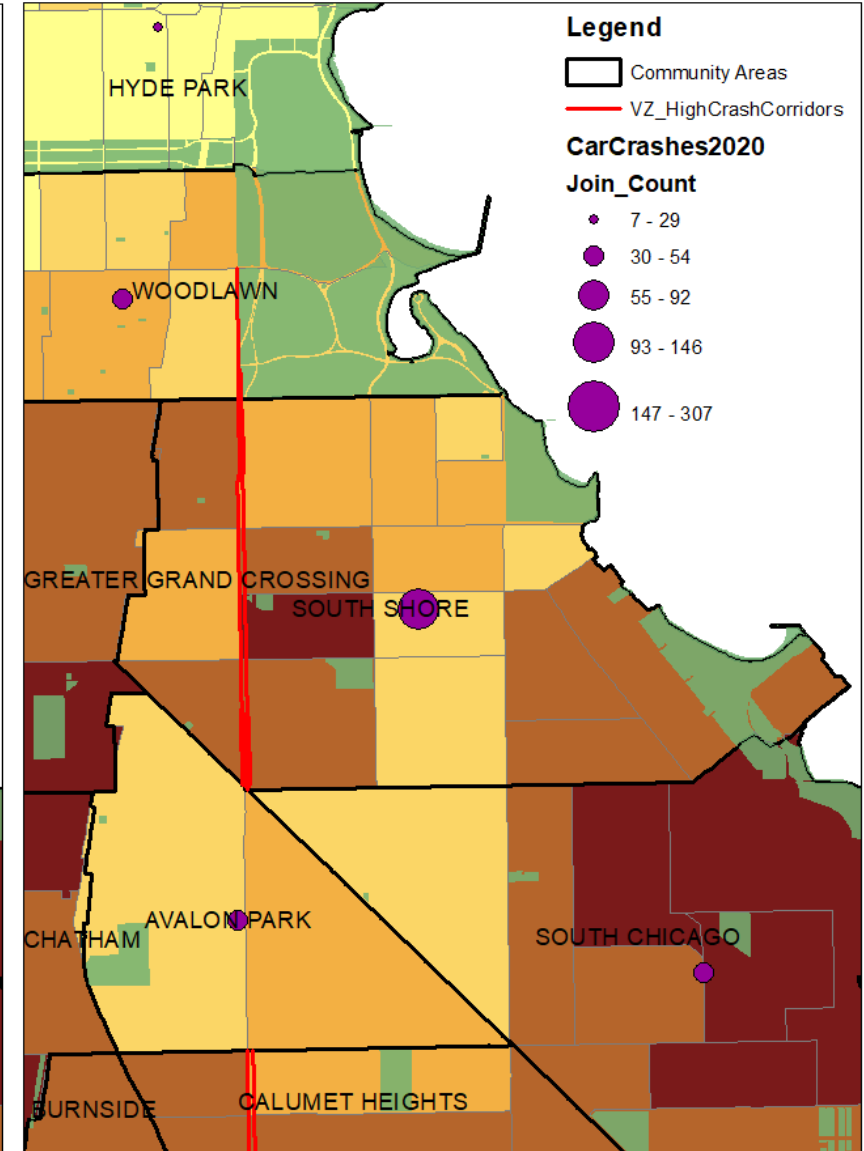 Legend
Community Areas
VZ_HighCrashCorridors
CarCrashes2020
Join_Count
7 - 29
30 - 54
55 - 92
93 - 146
147 - 307
HYDE PARK
WOODLAWN
GREATER GRAND CROSSING
SOUTH SHORE
AVALON PARK
CHATHAM
SOUTH CHICAGO
BURNSIDE
CALUMET HEIGHTS